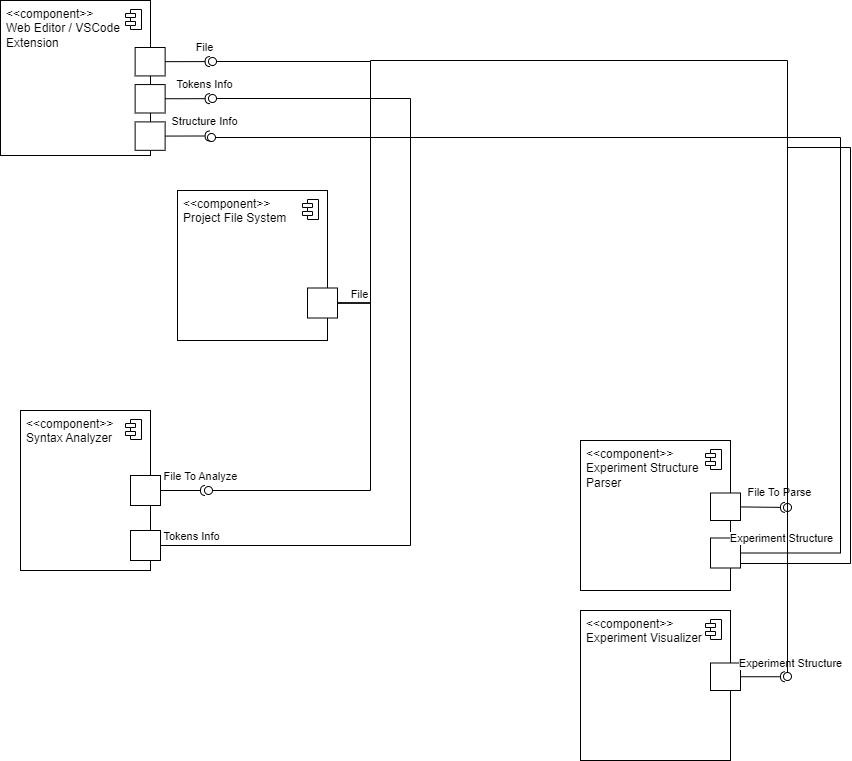 <<component>>
Web Editor / VSCode
Extension
File
Tokens Info
Structure Info
<<component>>
Project File System
File
<<component>>
Syntax Analyzer
File To Analyze
Tokens Info
<<component>>
Experiment Structure
Parser
File To Parse
Experiment Structure
<<component>>
Experiment Visualizer
Experiment Structure